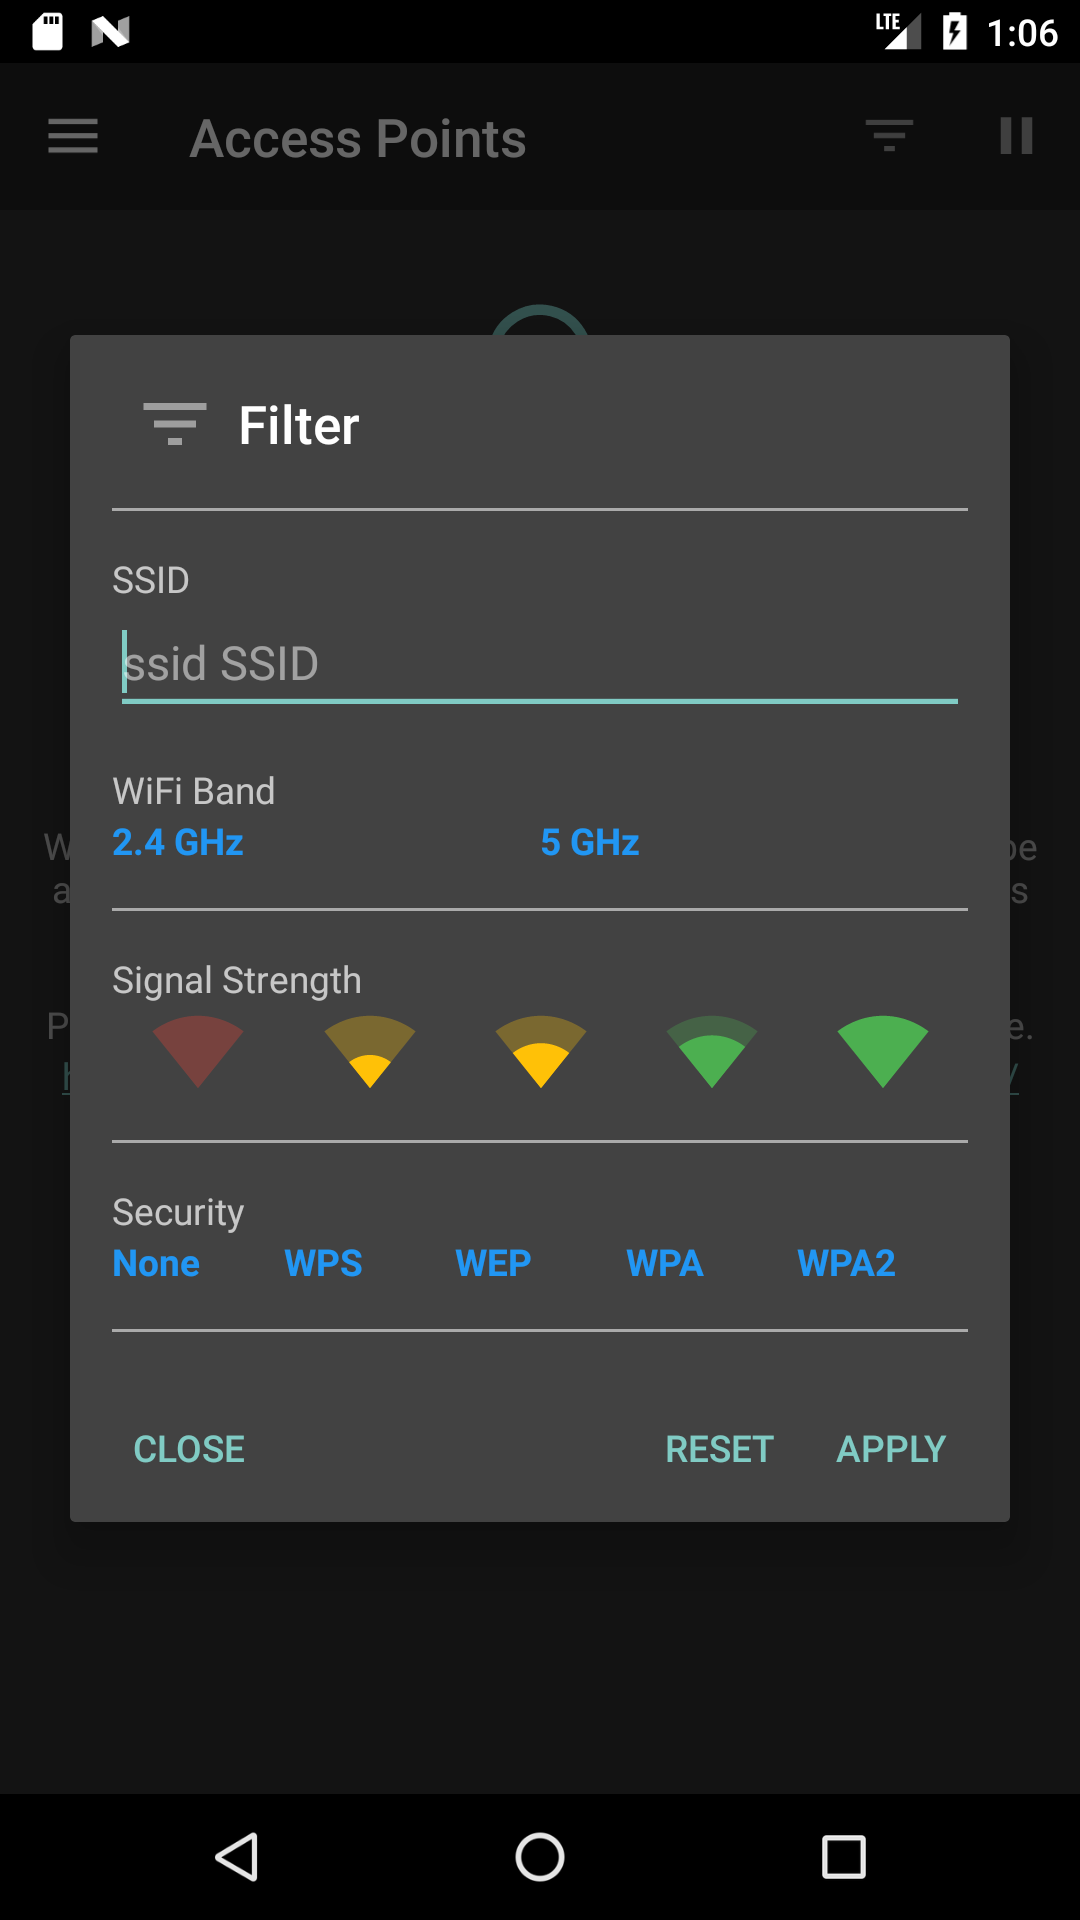 LTE 1:06
Access Points
Filter
SSID
ssid SSID
WiFi Band
2.4 GHz 5 GHz
Signal Strength
Security
None WPS WEP WPA WPA2
CLOSE RESET APPLY